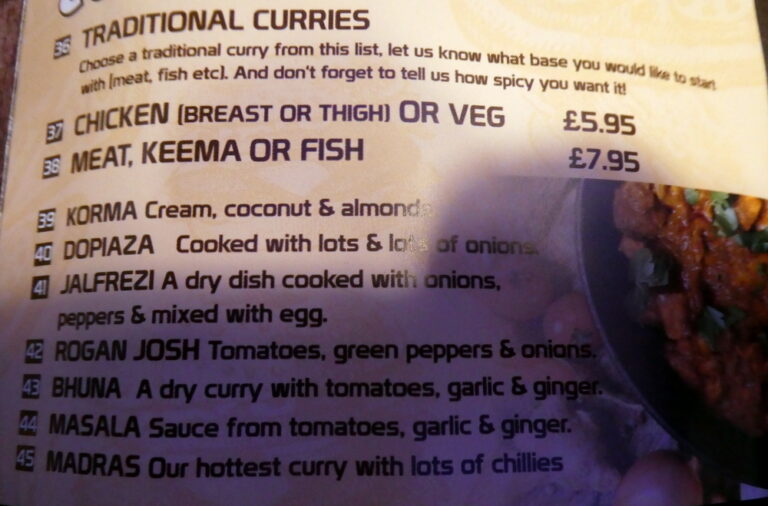 36 TRADITIONAL CURRIES
Choose a traditional curry from this list, let us know what base you would like to start
with (meat, fish etc). And don't forget to tell us how spicy you want it!
37 CHICKEN (BREAST OR THIGH) OR VEG £5.95
38 MEAT, KEEMA OR FISH £7.95
39 KORMA Cream, coconut & almonds
40 DOPIAZA Cooked with lots & lots of onions.
41 JALFREZI A dry dish cooked with onions,
peppers & mixed with egg.
42 ROGAN JOSH Tomatoes, green peppers & onions.
43 BHUNA A dry curry with tomatoes, garlic & ginger.
44 MASALA Sauce from tomatoes, garlic & ginger.
45 MADRAS Our hottest curry with lots of chillies